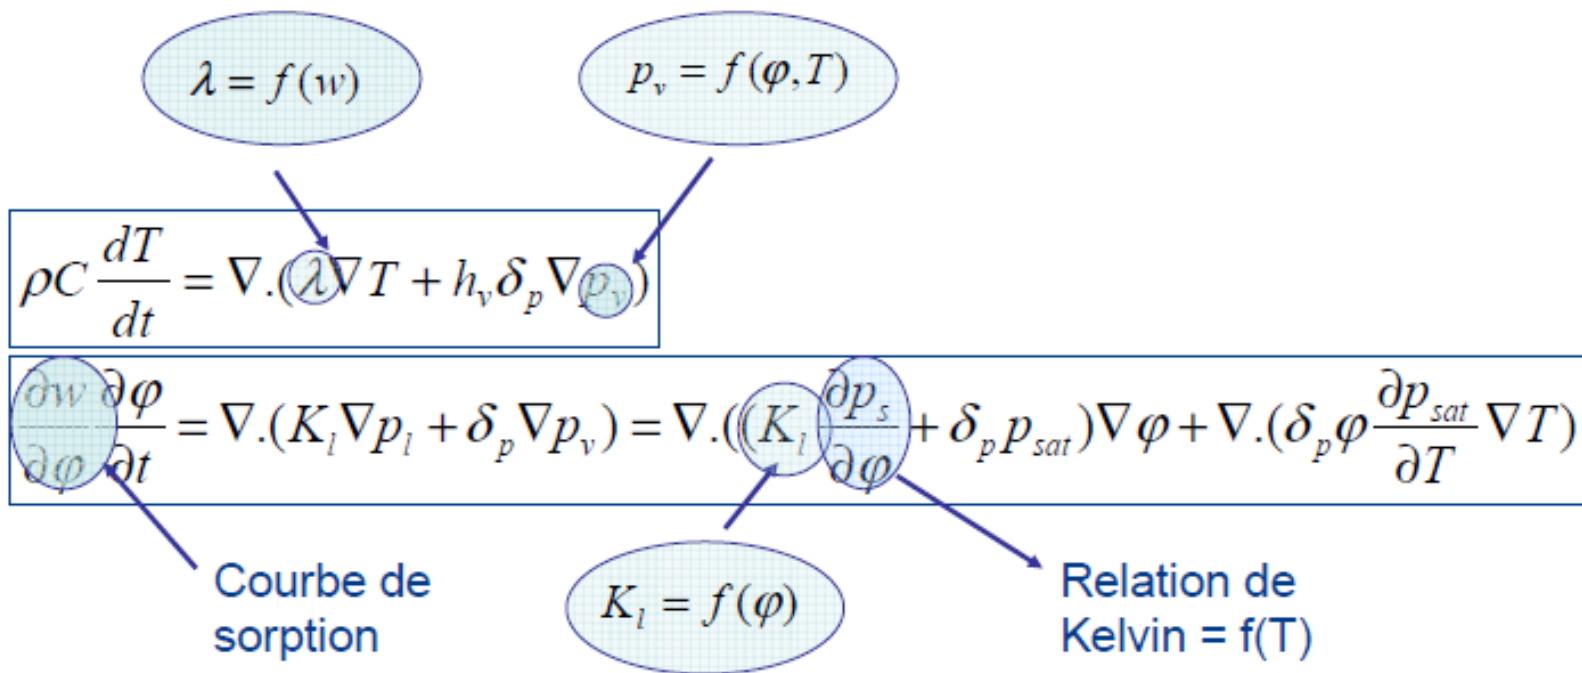 λ = f(w)
p_v = f(φ,T)
ρC dT/dt = ∇.(λ∇T + h_v δ_p ∇p_v)
∂w/∂φ ∂φ/∂t = ∇.(K_l ∇p_l + δ_p ∇p_v) = ∇.((K_l ∂p_s/∂φ + δ_p p_sat)∇φ + ∇.(δ_p φ ∂p_sat/∂T ∇T)
Courbe de
sorption
K_l = f(φ)
Relation de
Kelvin = f(T)